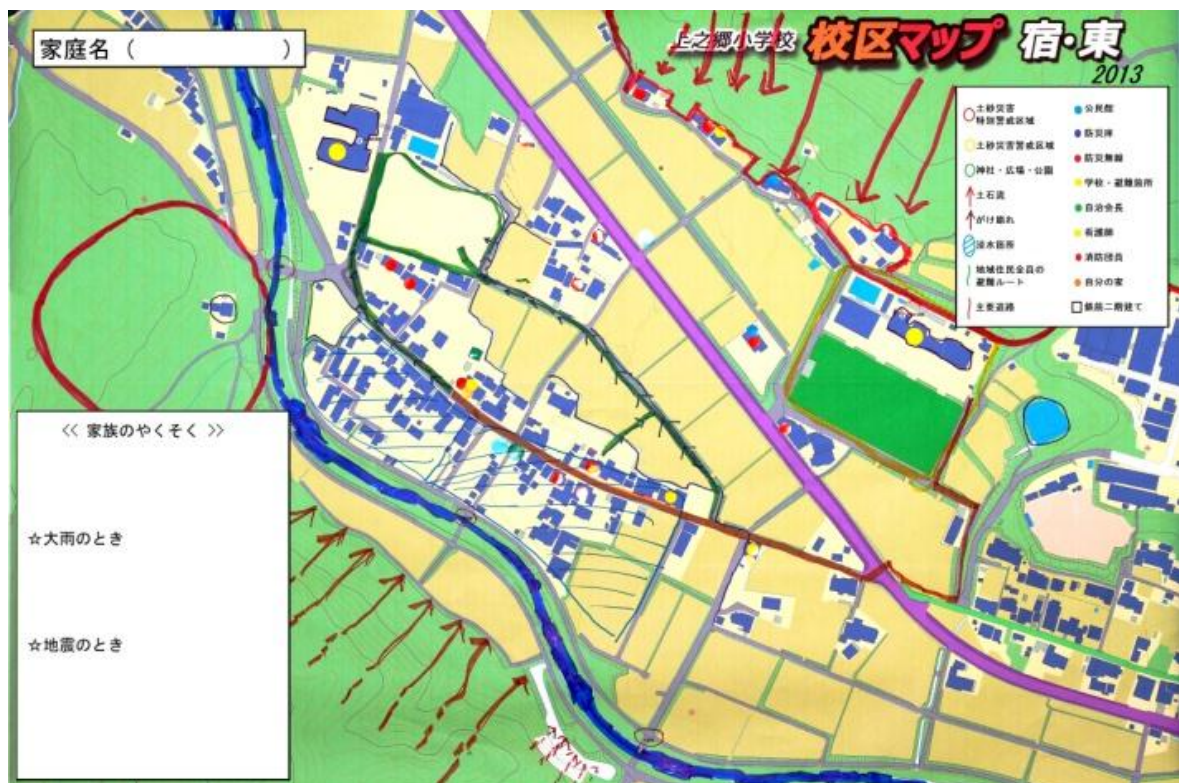 家庭名（　　　　　　）
上之郷小学校 校区マップ 宿・東
2013
土砂災害
特別警戒区域
土砂災害警戒区域
神社・広場・公園
土石流
がけ崩れ
浸水箇所
地域住民全員の
避難ルート
主要道路
公民館
防災庫
防災無線
学校・避難箇所
自治会長
看護師
消防団員
自分の家
鉄筋二階建て
≪ 家族のやくそく ≫
☆大雨のとき
☆地震のとき